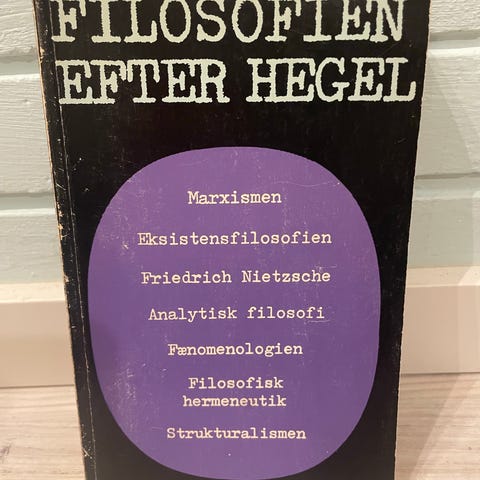 FILOSOFIEN
EFTER HEGEL
Marxismen
Eksistensfilosofien
Friedrich Nietzsche
Analytisk filosofi
Fænomenologien
Filosofisk
hermeneutik
Strukturalismen